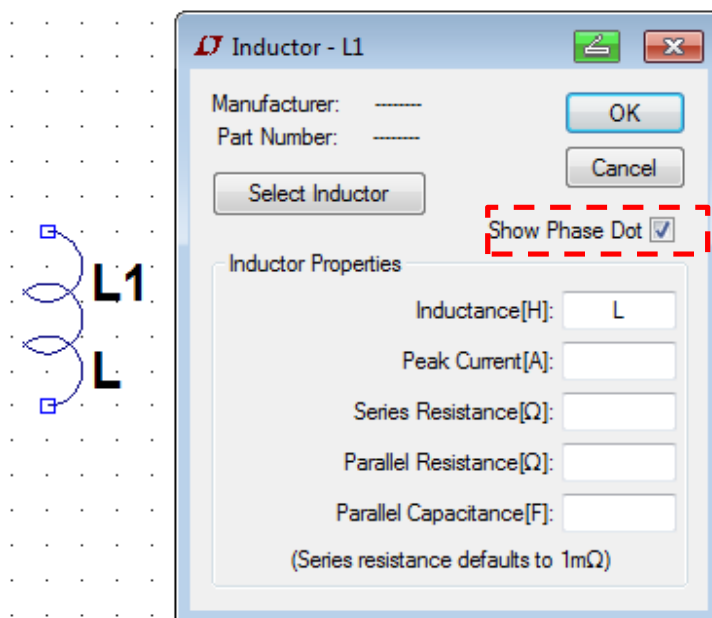 Inductor - L1
Manufacturer: --------
Part Number: --------
OK
Cancel
Select Inductor
Show Phase Dot
L1
L
Inductor Properties
Inductance[H]: L
Peak Current[A]:
Series Resistance[Ω]:
Parallel Resistance[Ω]:
Parallel Capacitance[F]:
(Series resistance defaults to 1mΩ)